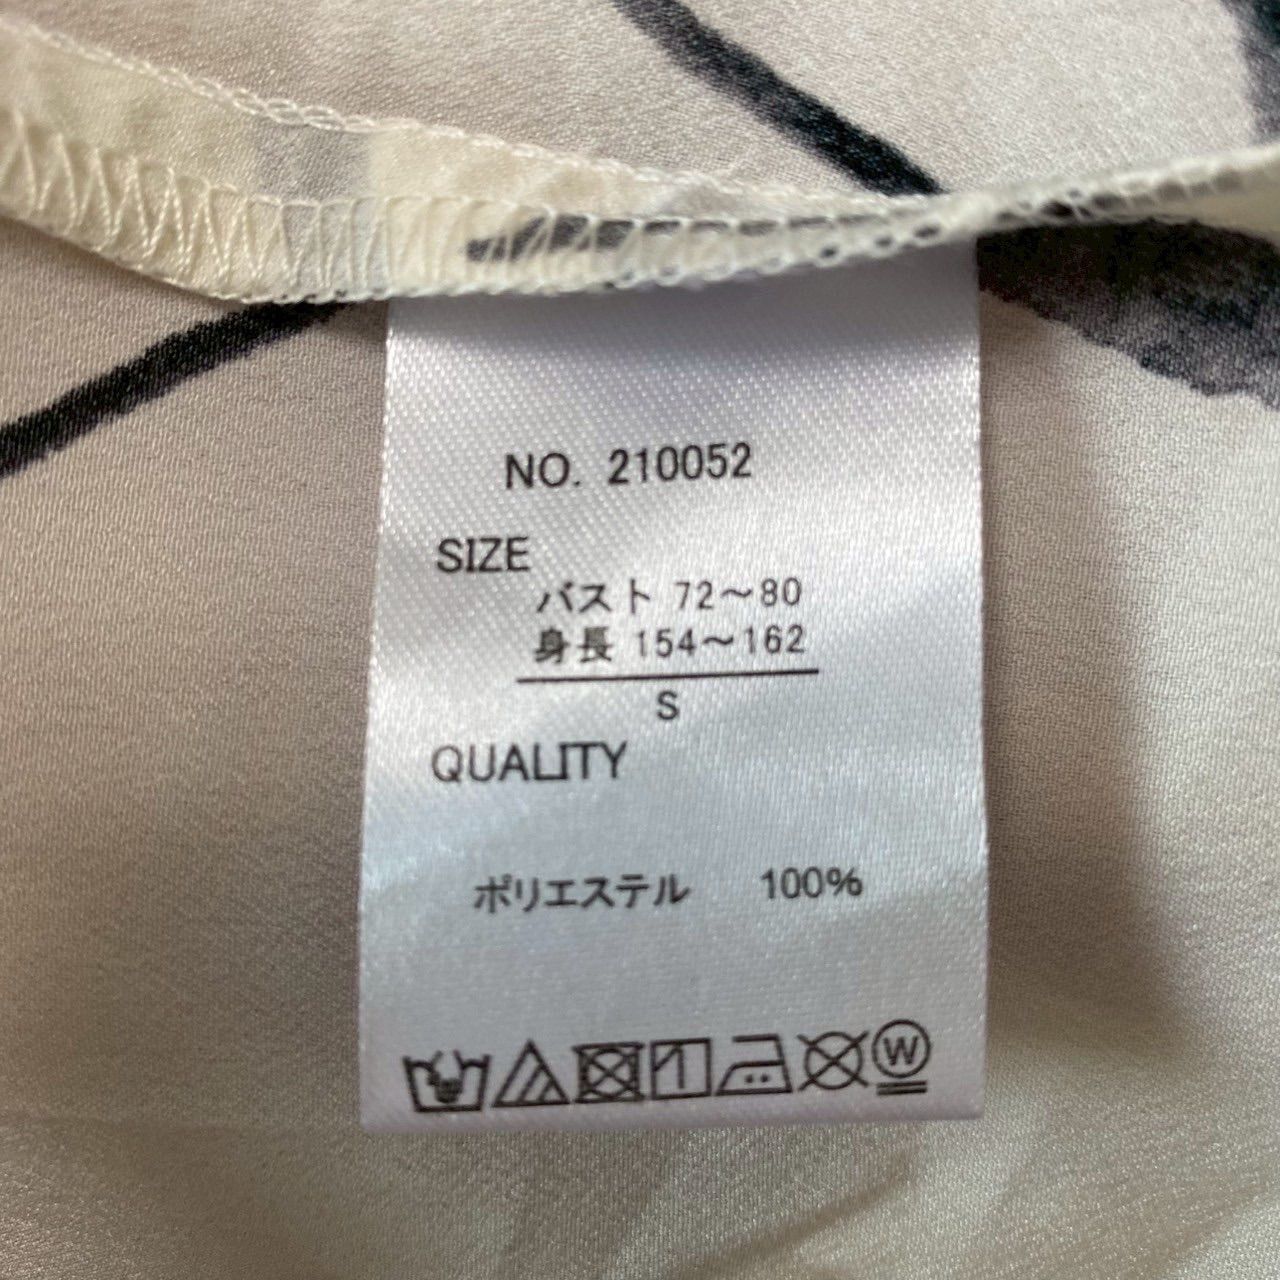 NO. 210052
SIZE
バスト 72～80
身長 154～162
S
QUALITY
ポリエステル 100%
W